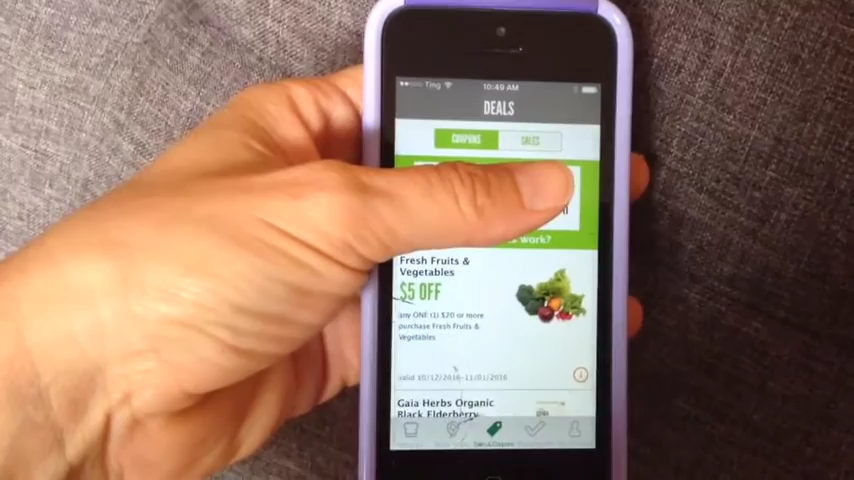 Ting 10:49 AM
DEALS
COUPONS SALES
work?
Fresh Fruits &
Vegetables
$5 OFF
any ONE (1) $20 or more
purchase Fresh Fruits &
Vegetables
valid 10/12/2016-11/01/2016
Gaia Herbs Organic
Black Elderberry